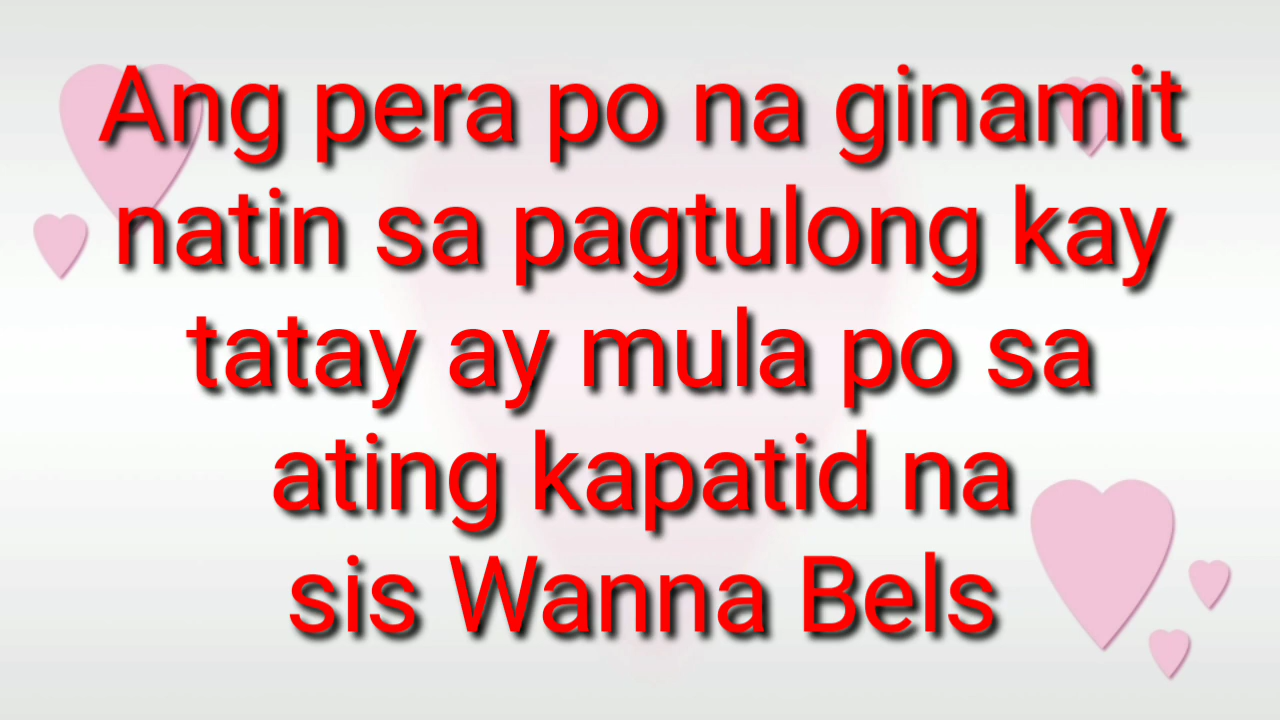 Ang pera po na ginamit
natin sa pagtulong kay
tatay ay mula po sa
ating kapatid na
sis Wanna Bels